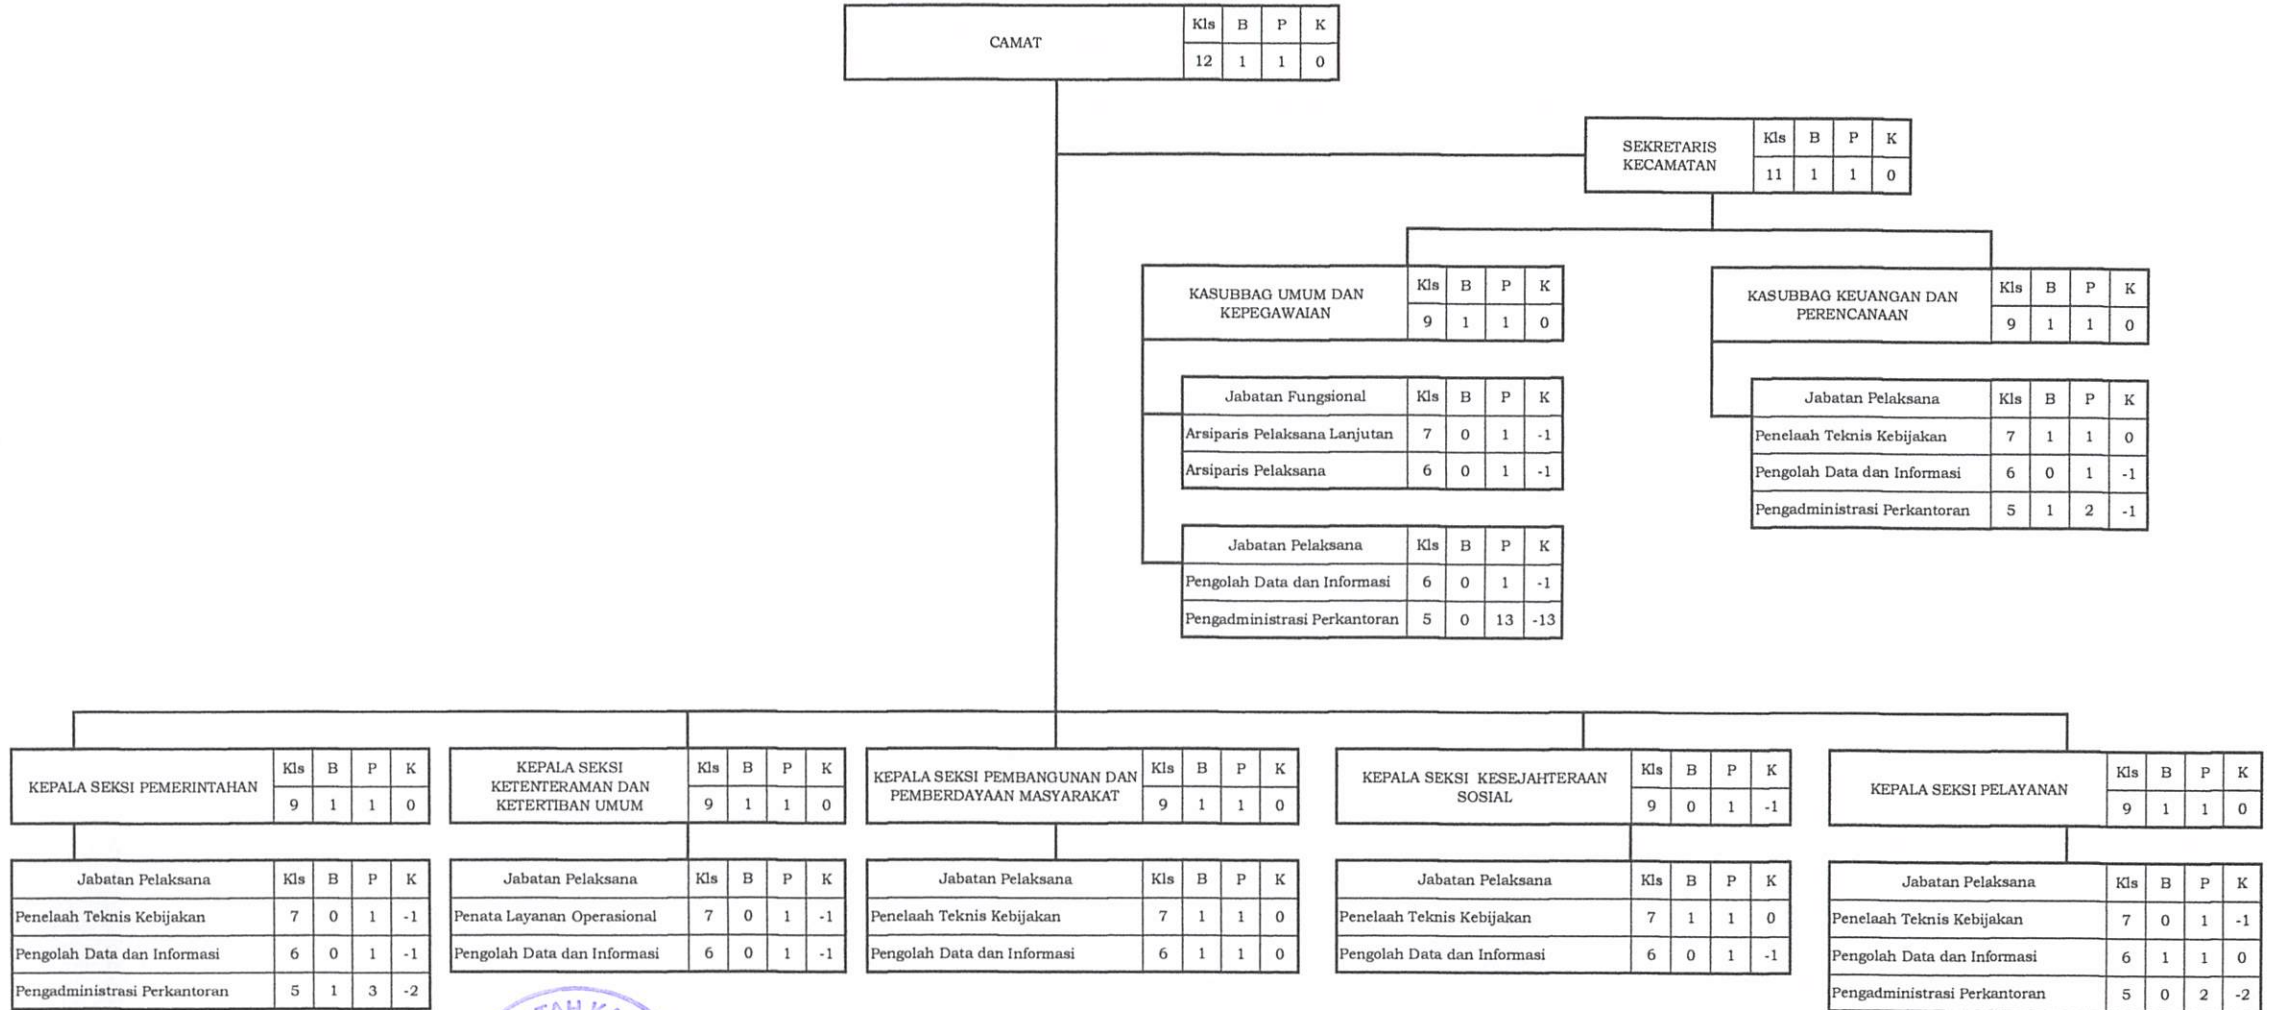 CAMAT Kls B P K
12 1 1 0
SEKRETARIS
KECAMATAN
Kls B P K
11 1 1 0
KASUBBAG UMUM DAN
KEPEGAWAIAN
Kls B P K
9 1 1 0
Jabatan Fungsional Kls B P K
Arsiparis Pelaksana Lanjutan 7 0 1 -1
Arsiparis Pelaksana 6 0 1 -1
Jabatan Pelaksana Kls B P K
Pengolah Data dan Informasi 6 0 1 -1
Pengadministrasi Perkantoran 5 0 13 -13
KASUBBAG KEUANGAN DAN
PERENCANAAN
Kls B P K
9 1 1 0
Jabatan Pelaksana Kls B P K
Penelaah Teknis Kebijakan 7 1 1 0
Pengolah Data dan Informasi 6 0 1 -1
Pengadministrasi Perkantoran 5 1 2 -1
KEPALA SEKSI PEMERINTAHAN
Kls B P K
9 1 1 0
Jabatan Pelaksana Kls B P K
Penelaah Teknis Kebijakan 7 0 1 -1
Pengolah Data dan Informasi 6 0 1 -1
Pengadministrasi Perkantoran 5 1 3 -2
KEPALA SEKSI
KETENTERAMAN DAN
KETERTIBAN UMUM
Kls B P K
9 1 1 0
Jabatan Pelaksana Kls B P K
Penata Layanan Operasional 7 0 1 -1
Pengolah Data dan Informasi 6 0 1 -1
KEPALA SEKSI PEMBANGUNAN DAN
PEMBERDAYAAN MASYARAKAT
Kls B P K
9 1 1 0
Jabatan Pelaksana Kls B P K
Penelaah Teknis Kebijakan 7 1 1 0
Pengolah Data dan Informasi 6 1 1 0
KEPALA SEKSI KESEJAHTERAAN
SOSIAL
Kls B P K
9 0 1 -1
Jabatan Pelaksana Kls B P K
Penelaah Teknis Kebijakan 7 1 1 0
Pengolah Data dan Informasi 6 0 1 -1
KEPALA SEKSI PELAYANAN
Kls B P K
9 1 1 0
Jabatan Pelaksana Kls B P K
Penelaah Teknis Kebijakan 7 0 1 -1
Pengolah Data dan Informasi 6 1 1 0
Pengadministrasi Perkantoran 5 0 2 -2